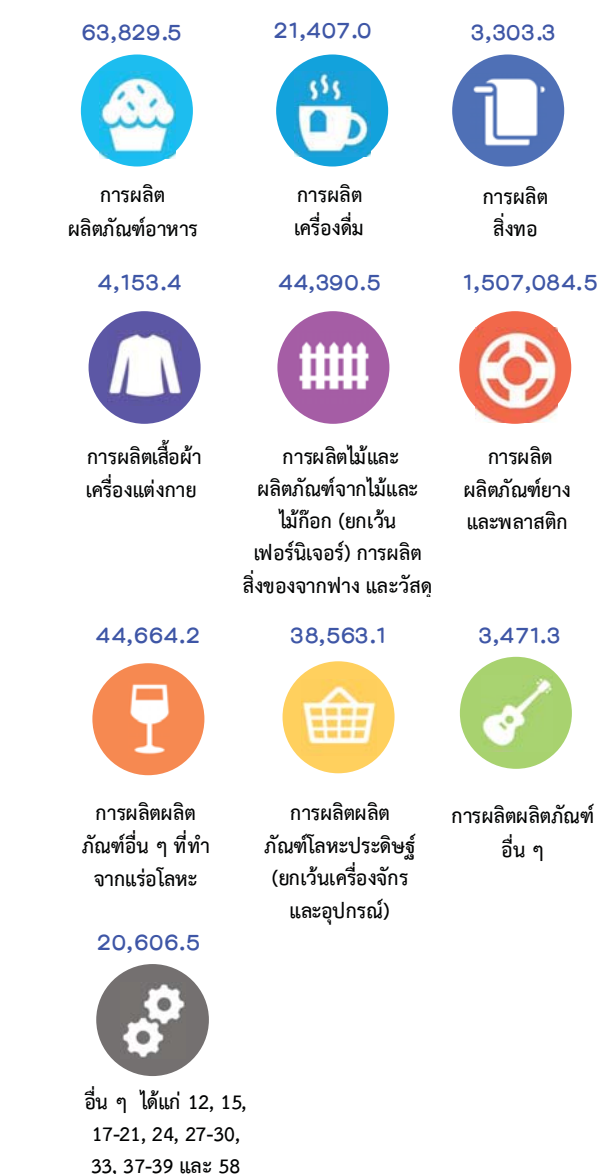 63,829.5
21,407.0
3,303.3
การผลิต
ผลิตภัณฑ์อาหาร
การผลิต
เครื่องดื่ม
การผลิต
สิ่งทอ
4,153.4
44,390.5
1,507,084.5
การผลิตเสื้อผ้า
เครื่องแต่งกาย
การผลิตไม้และ
ผลิตภัณฑ์จากไม้และ
ไม้ก๊อก (ยกเว้น
เฟอร์นิเจอร์) การผลิต
สิ่งของจากฟาง และวัสดุ
การผลิต
ผลิตภัณฑ์ยาง
และพลาสติก
44,664.2
38,563.1
3,471.3
การผลิตผลิต
ภัณฑ์อื่น ๆ ที่ทำ
จากแร่อโลหะ
การผลิตผลิต
ภัณฑ์โลหะประดิษฐ์
(ยกเว้นเครื่องจักร
และอุปกรณ์)
การผลิตผลิตภัณฑ์
อื่น ๆ
20,606.5
อื่น ๆ ได้แก่ 12, 15,
17-21, 24, 27-30,
33, 37-39 และ 58